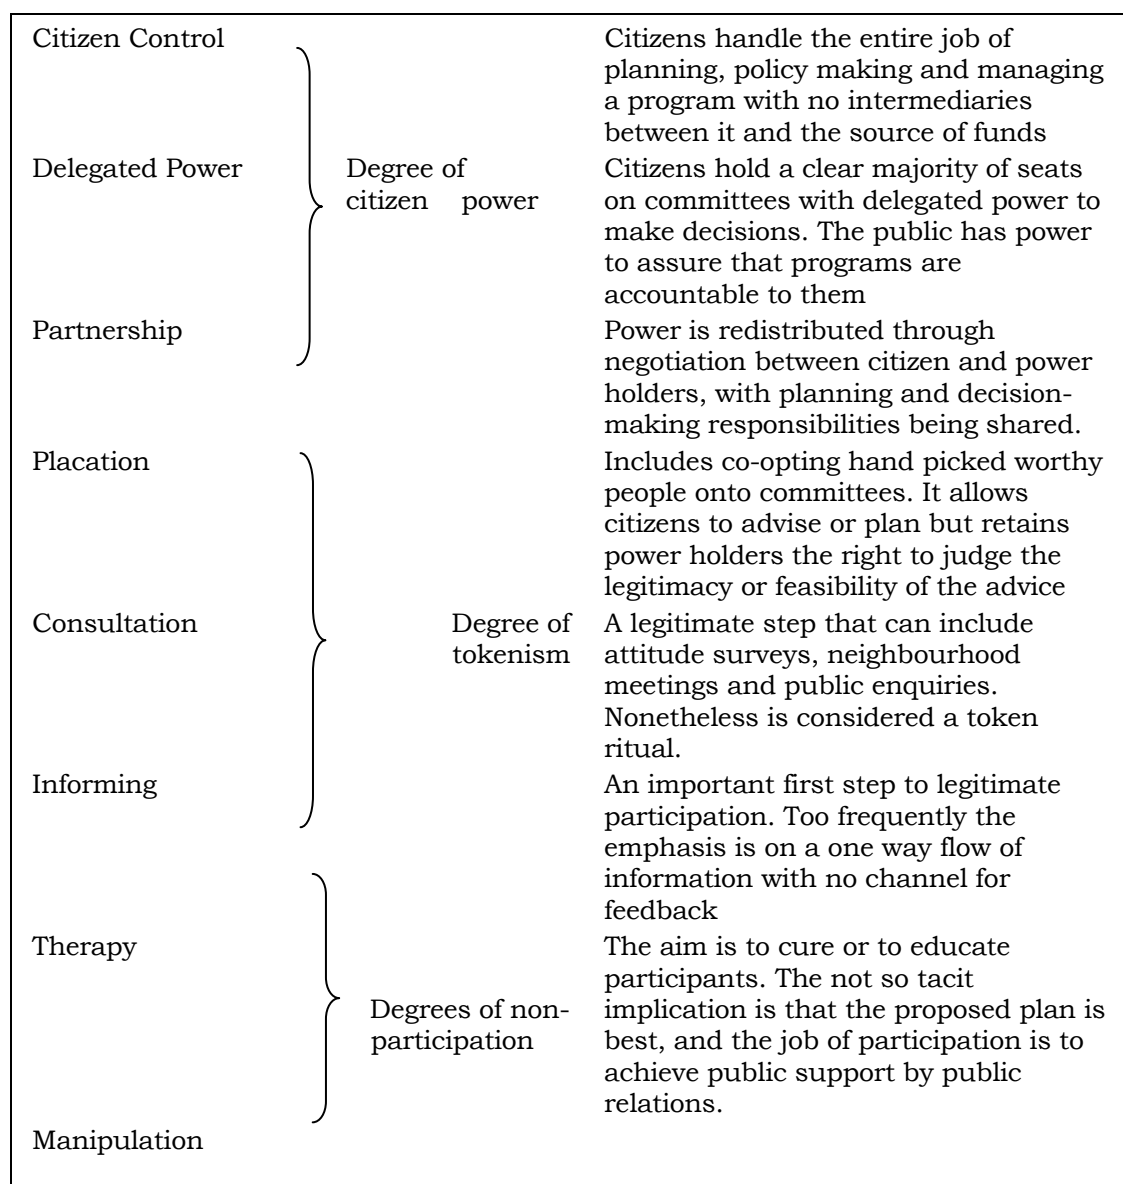 Citizen Control
Citizens handle the entire job of
planning, policy making and managing
a program with no intermediaries
between it and the source of funds
Delegated Power
Degree of
citizen power
Citizens hold a clear majority of seats
on committees with delegated power to
make decisions. The public has power
to assure that programs are
accountable to them
Partnership
Power is redistributed through
negotiation between citizen and power
holders, with planning and decision-
making responsibilities being shared.
Placation
Includes co-opting hand picked worthy
people onto committees. It allows
citizens to advise or plan but retains
power holders the right to judge the
legitimacy or feasibility of the advice
Consultation
Degree of
tokenism
A legitimate step that can include
attitude surveys, neighbourhood
meetings and public enquiries.
Nonetheless is considered a token
ritual.
Informing
An important first step to legitimate
participation. Too frequently the
emphasis is on a one way flow of
information with no channel for
feedback
Therapy
Degrees of non-
participation
The aim is to cure or to educate
participants. The not so tacit
implication is that the proposed plan is
best, and the job of participation is to
achieve public support by public
relations.
Manipulation